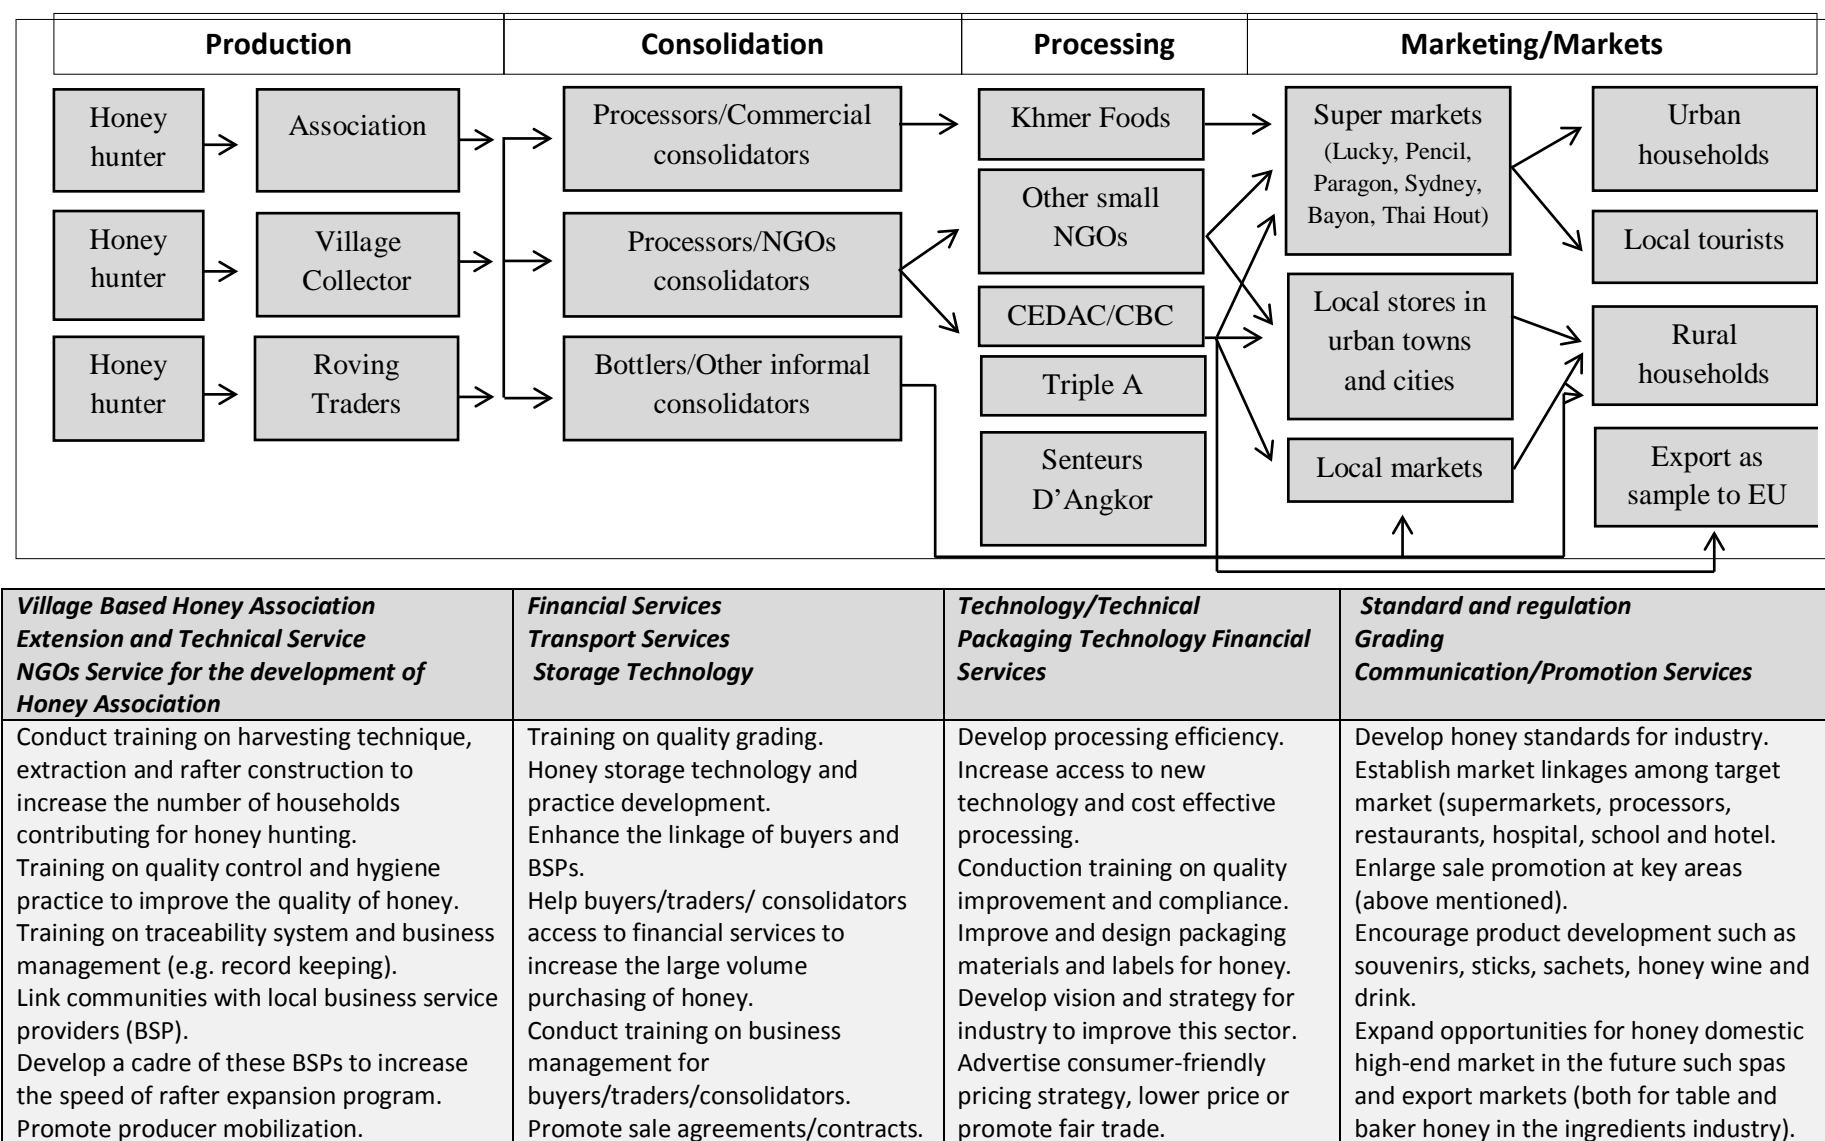 Production
Consolidation
Processing
Marketing/Markets
Honey
hunter
Association
Processors/Commercial
consolidators
Khmer Foods
Super markets
(Lucky, Pencil,
Paragon, Sydney,
Bayon, Thai Hout)
Urban
households
Honey
hunter
Village
Collector
Processors/NGOs
consolidators
Other small
NGOs
Local tourists
CEDAC/CBC
Local stores in
urban towns
and cities
Honey
hunter
Roving
Traders
Bottlers/Other informal
consolidators
Triple A
Rural
households
Senteurs
D’Angkor
Local markets
Export as
sample to EU
Village Based Honey Association
Extension and Technical Service
NGOs Service for the development of
Honey Association
Financial Services
Transport Services
Storage Technology
Technology/Technical
Packaging Technology Financial
Services
Standard and regulation
Grading
Communication/Promotion Services
Conduct training on harvesting technique,
extraction and rafter construction to
increase the number of households
contributing for honey hunting.
Training on quality control and hygiene
practice to improve the quality of honey.
Training on traceability system and business
management (e.g. record keeping).
Link communities with local business service
providers (BSP).
Develop a cadre of these BSPs to increase
the speed of rafter expansion program.
Promote producer mobilization.
Training on quality grading.
Honey storage technology and
practice development.
Enhance the linkage of buyers and
BSPs.
Help buyers/traders/ consolidators
access to financial services to
increase the large volume
purchasing of honey.
Conduct training on business
management for
buyers/traders/consolidators.
Promote sale agreements/contracts.
Develop processing efficiency.
Increase access to new
technology and cost effective
processing.
Conduction training on quality
improvement and compliance.
Improve and design packaging
materials and labels for honey.
Develop vision and strategy for
industry to improve this sector.
Advertise consumer-friendly
pricing strategy, lower price or
promote fair trade.
Develop honey standards for industry.
Establish market linkages among target
market (supermarkets, processors,
restaurants, hospital, school and hotel.
Enlarge sale promotion at key areas
(above mentioned).
Encourage product development such as
souvenirs, sticks, sachets, honey wine and
drink.
Expand opportunities for honey domestic
high-end market in the future such spas
and export markets (both for table and
baker honey in the ingredients industry).